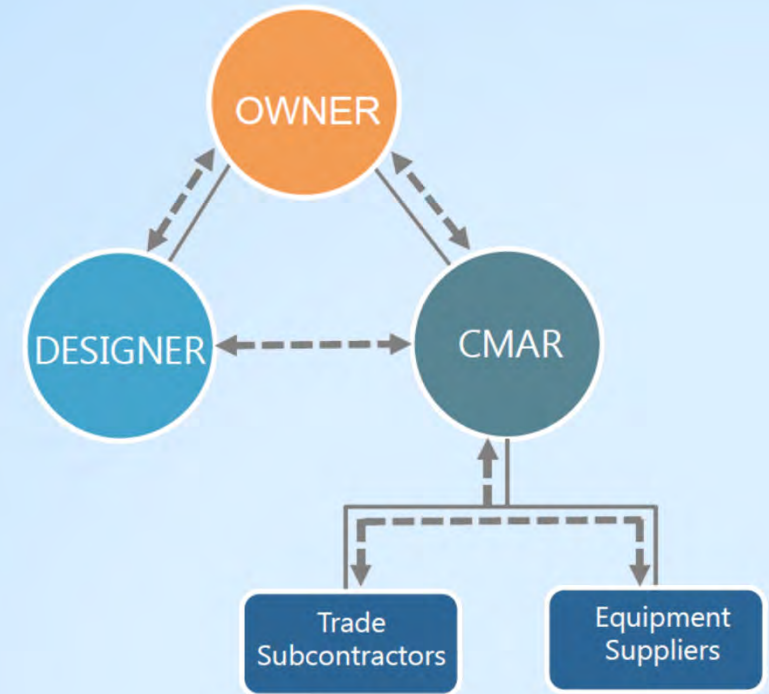 OWNER
DESIGNER
CMAR
Trade
Subcontractors
Equipment
Suppliers